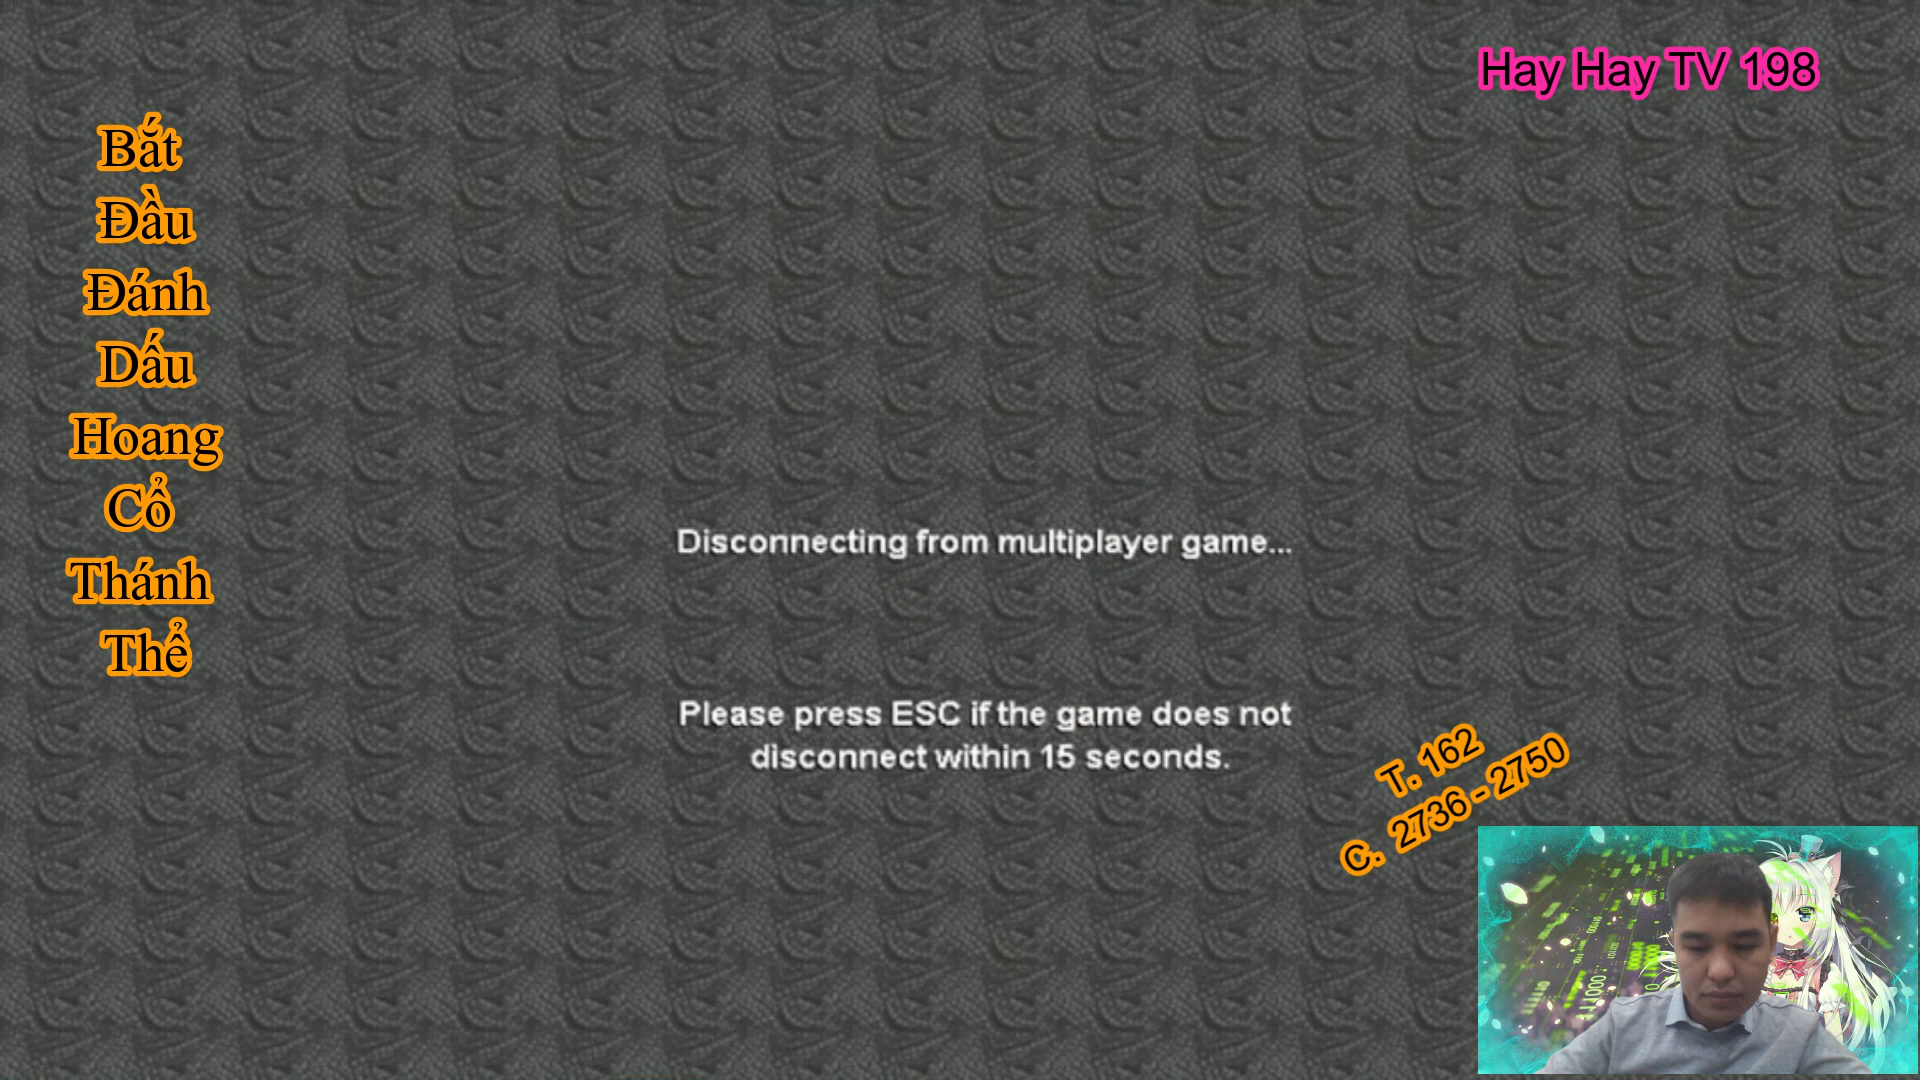 Hay Hay TV 198
Bắt
Đầu
Đánh
Dấu
Hoang
Cổ
Thánh
Thể
Disconnecting from multiplayer game...
Please press ESC if the game does not
disconnect within 15 seconds.
T. 162
C. 2736 - 2750